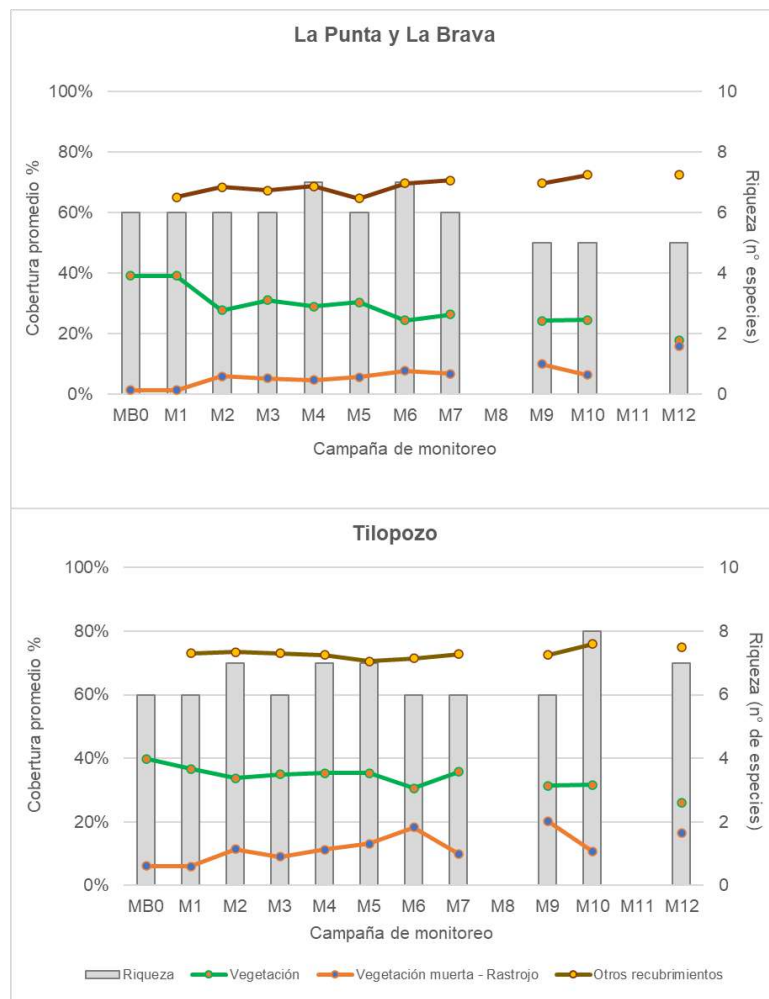 La Punta y La Brava
100% 10
80% 8
60% 6
40% 4
20% 2
0% 0
Cobertura promedio %
Riqueza (n° especies)
MB0 M1 M2 M3 M4 M5 M6 M7 M8 M9 M10 M11 M12
Campaña de monitoreo
Tilopozo
100% 10
80% 8
60% 6
40% 4
20% 2
0% 0
Cobertura promedio %
Riqueza (n° de especies)
MB0 M1 M2 M3 M4 M5 M6 M7 M8 M9 M10 M11 M12
Campaña de monitoreo
Riqueza Vegetación Vegetación muerta - Rastrojo Otros recubrimientos